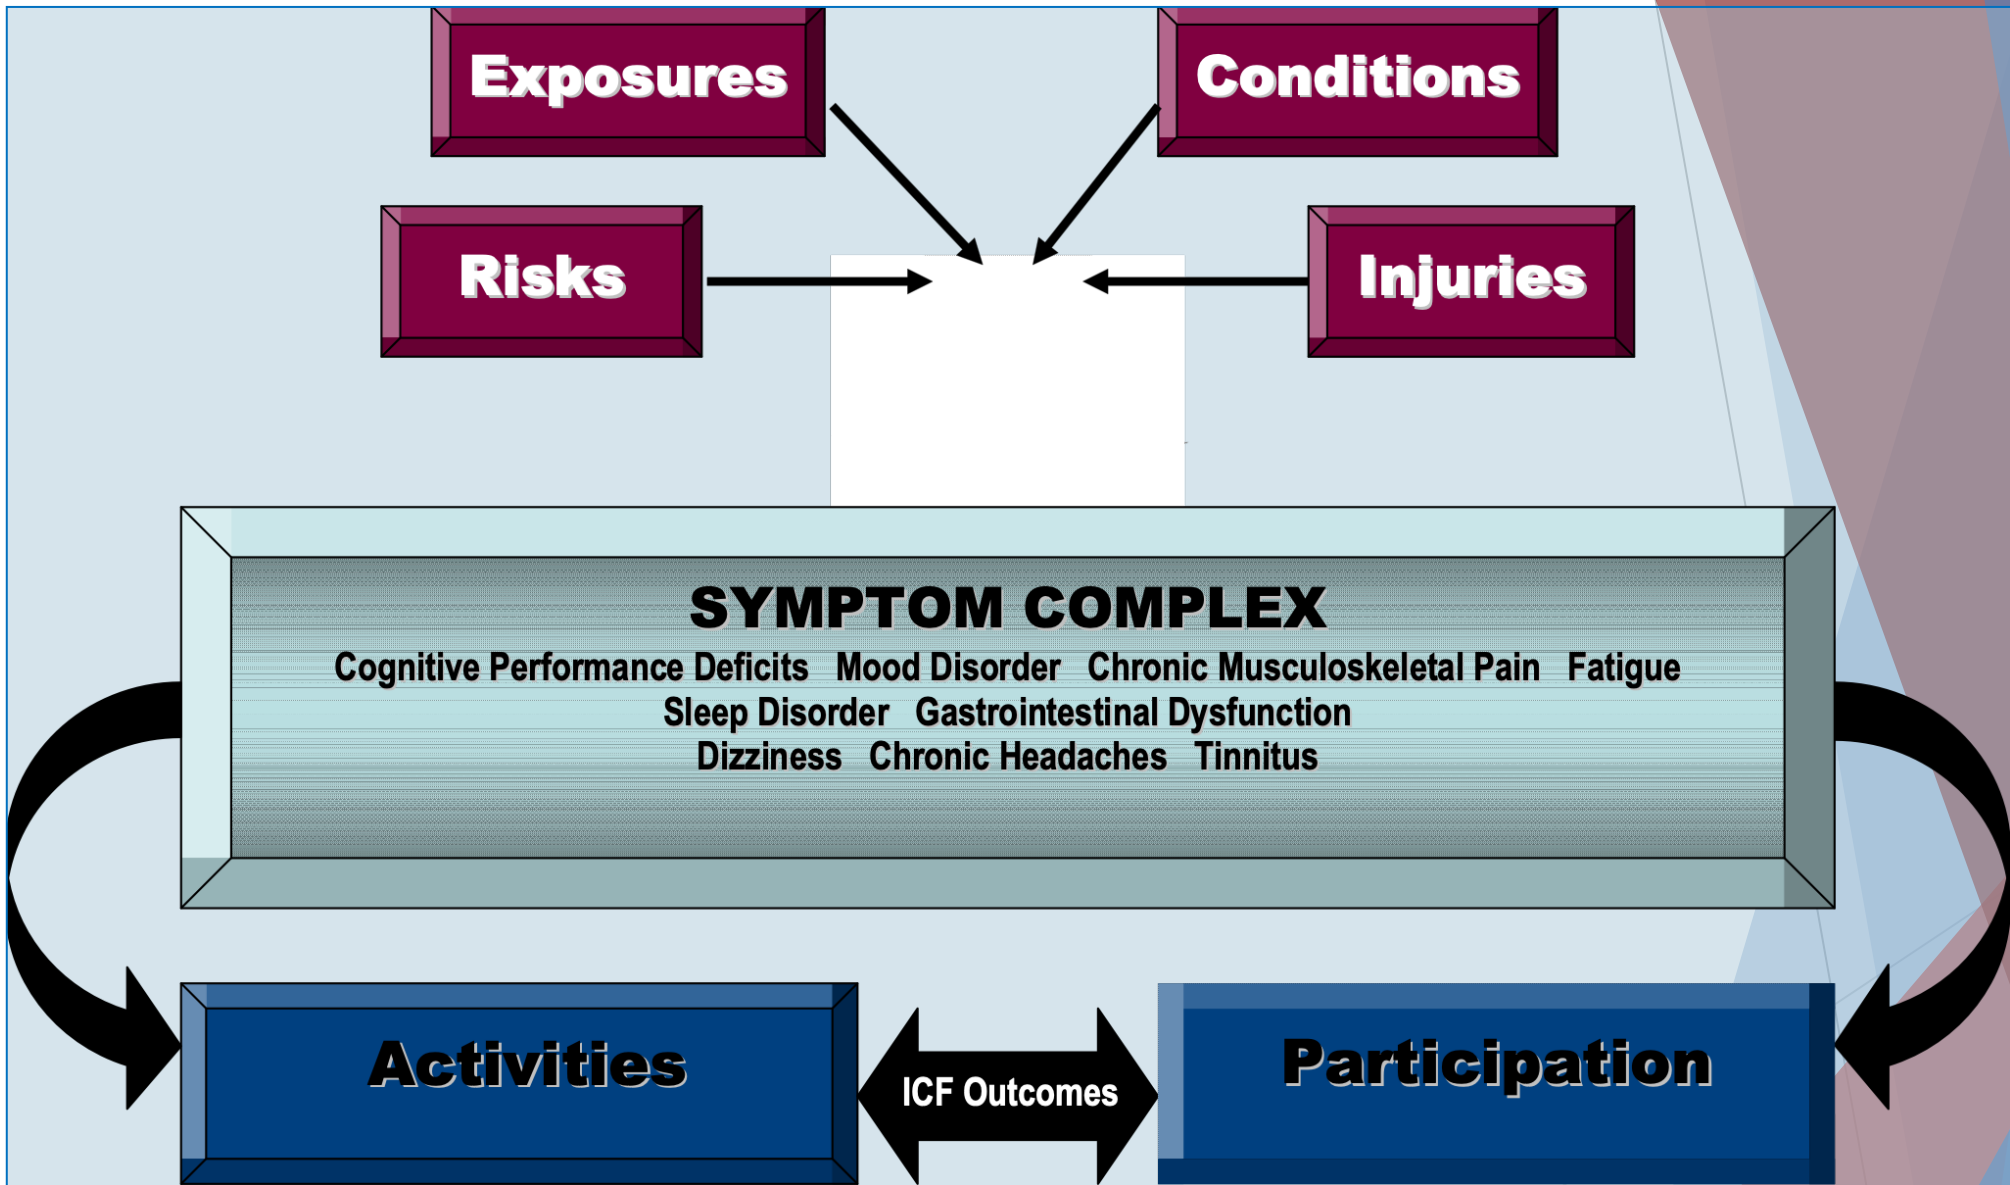 Exposures
Conditions
Risks
Injuries
SYMPTOM COMPLEX
Cognitive Performance Deficits Mood Disorder Chronic Musculoskeletal Pain Fatigue
Sleep Disorder Gastrointestinal Dysfunction
Dizziness Chronic Headaches Tinnitus
Activities
ICF Outcomes
Participation